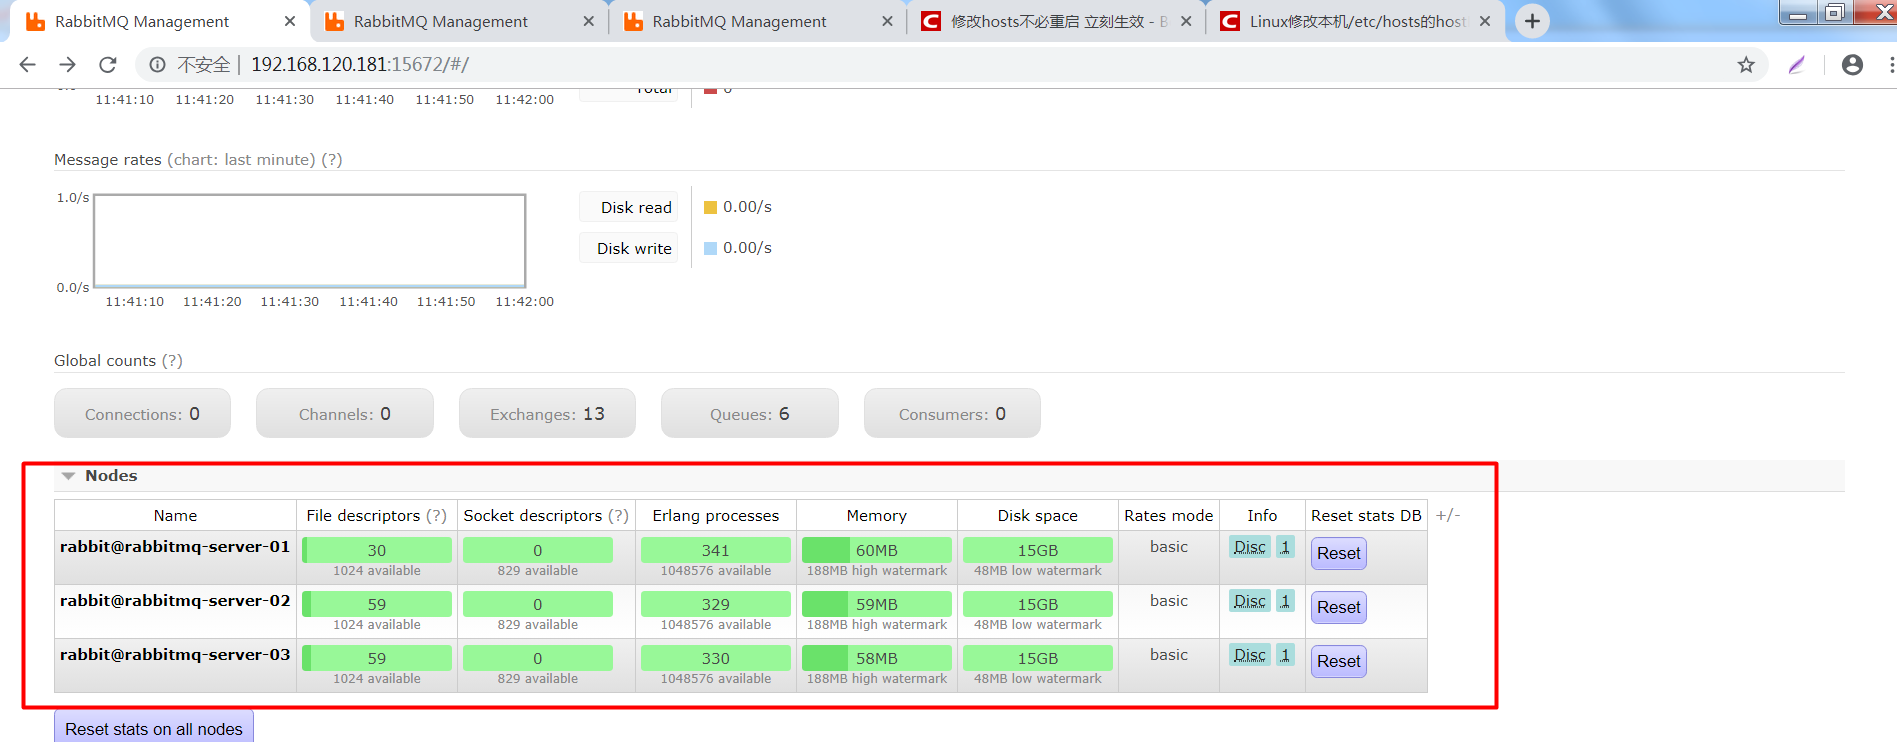 RabbitMQ Management
RabbitMQ Management
RabbitMQ Management
修改hosts不必重启 立刻生效 - B
Linux修改本机/etc/hosts的host
不安全 | 192.168.120.181:15672/#/
11:41:10 11:41:20 11:41:30 11:41:40 11:41:50 11:42:00
Total 0
Message rates (chart: last minute) (?)
1.0/s
0.0/s
11:41:10 11:41:20 11:41:30 11:41:40 11:41:50 11:42:00
Disk read 0.00/s
Disk write 0.00/s
Global counts (?)
Connections: 0 Channels: 0 Exchanges: 13 Queues: 6 Consumers: 0
Nodes
Name File descriptors (?) Socket descriptors (?) Erlang processes Memory Disk space Rates mode Info Reset stats DB +/-
rabbit@rabbitmq-server-01 30 0 341 60MB 15GB basic Disc 1 Reset
1024 available 829 available 1048576 available 188MB high watermark 48MB low watermark
rabbit@rabbitmq-server-02 59 0 329 59MB 15GB basic Disc 1 Reset
1024 available 829 available 1048576 available 188MB high watermark 48MB low watermark
rabbit@rabbitmq-server-03 59 0 330 58MB 15GB basic Disc 1 Reset
1024 available 829 available 1048576 available 188MB high watermark 48MB low watermark
Reset stats on all nodes